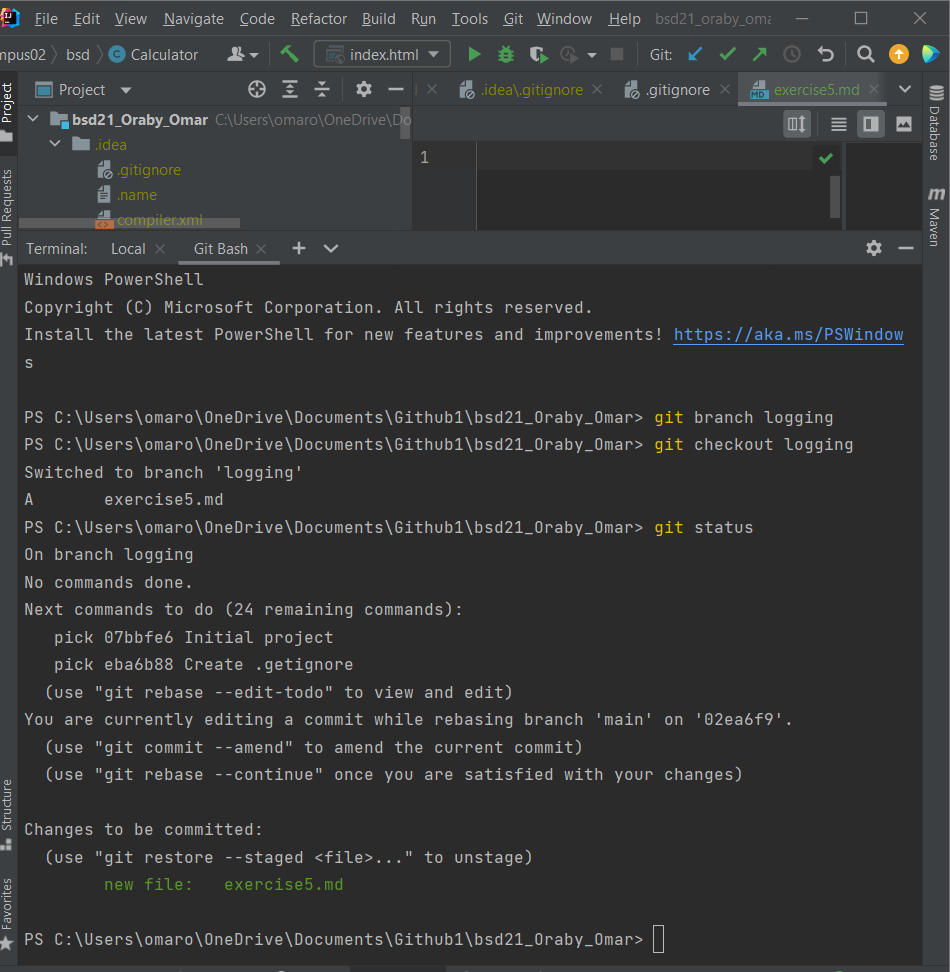 File Edit View Navigate Code Refactor Build Run Tools Git Window Help bsd21_oraby_oma
mpus02 bsd Calculator index.html Git:
Project .idea\.gitignore .gitignore exercise5.md
bsd21_Oraby_Omar C:\Users\omaro\OneDrive\Do
.idea
1
.gitignore
.name
compiler.xml
Project
Pull Requests
Structure
Favorites
Database
m
Maven
Terminal: Local Git Bash
Windows PowerShell
Copyright (C) Microsoft Corporation. All rights reserved.
Install the latest PowerShell for new features and improvements! https://aka.ms/PSWindow
s
PS C:\Users\omaro\OneDrive\Documents\Github1\bsd21_Oraby_Omar> git branch logging
PS C:\Users\omaro\OneDrive\Documents\Github1\bsd21_Oraby_Omar> git checkout logging
Switched to branch 'logging'
A       exercise5.md
PS C:\Users\omaro\OneDrive\Documents\Github1\bsd21_Oraby_Omar> git status
On branch logging
No commands done.
Next commands to do (24 remaining commands):
   pick 07bbfe6 Initial project
   pick eba6b88 Create .getignore
  (use "git rebase --edit-todo" to view and edit)
You are currently editing a commit while rebasing branch 'main' on '02ea6f9'.
  (use "git commit --amend" to amend the current commit)
  (use "git rebase --continue" once you are satisfied with your changes)
Changes to be committed:
  (use "git restore --staged <file>..." to unstage)
        new file:   exercise5.md
PS C:\Users\omaro\OneDrive\Documents\Github1\bsd21_Oraby_Omar>